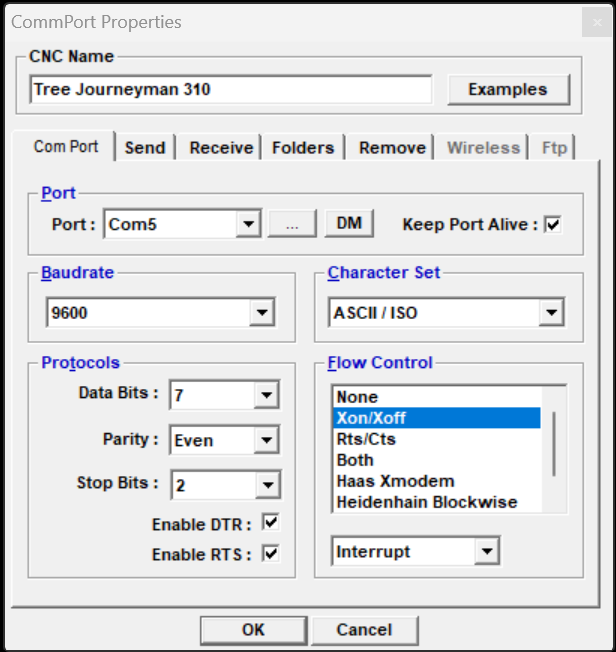 CommPort Properties
CNC Name
Tree Journeyman 310
Examples
Com Port Send Receive Folders Remove Wireless Ftp
Port
Port : Com5 ... DM Keep Port Alive :
Baudrate
9600
Character Set
ASCII / ISO
Protocols
Data Bits : 7
Parity : Even
Stop Bits : 2
Enable DTR :
Enable RTS :
Flow Control
None
Xon/Xoff
Rts/Cts
Both
Haas Xmodem
Heidenhain Blockwise
Interrupt
OK Cancel